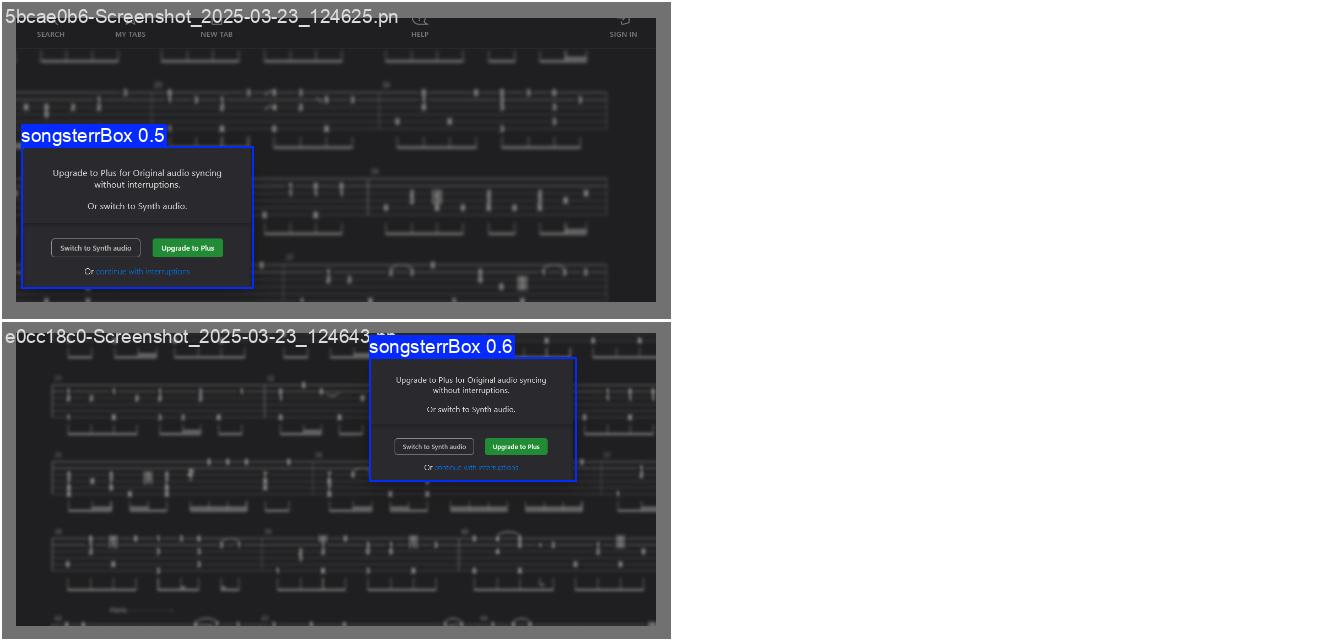 5bcae0b6-Screenshot_2025-03-23_124625.pn
SEARCH
MY TABS
NEW TAB
HELP
SIGN IN
songsterrBox 0.5
Upgrade to Plus for Original audio syncing
without interruptions.
Or switch to Synth audio.
Switch to Synth audio
Upgrade to Plus
Or continue with interruptions
e0cc18c0-Screenshot_2025-03-23_124643
songsterrBox 0.6
Upgrade to Plus for Original audio syncing
without interruptions.
Or switch to Synth audio.
Switch to Synth audio
Upgrade to Plus
Or continue with interruptions